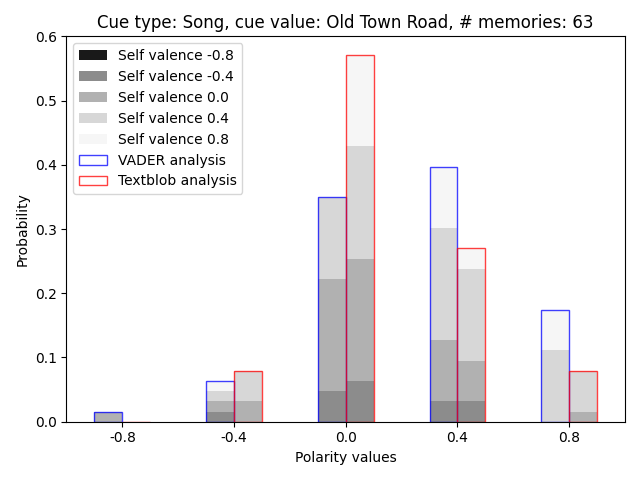 Cue type: Song, cue value: Old Town Road, # memories: 63
0.6
0.5
0.4
0.3
0.2
0.1
0.0
Probability
Self valence -0.8
Self valence -0.4
Self valence 0.0
Self valence 0.4
Self valence 0.8
VADER analysis
Textblob analysis
-0.8
-0.4
0.0
0.4
0.8
Polarity values